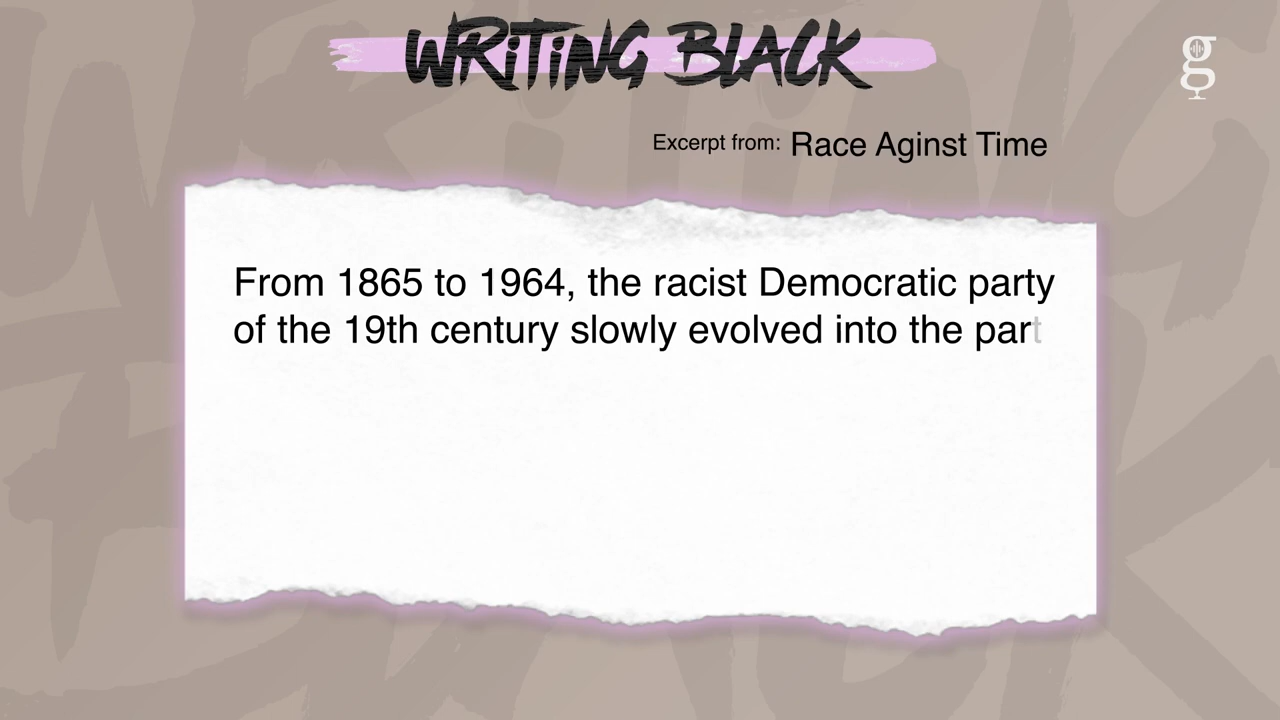 WRiTiNG BLACK
g
Excerpt from: Race Aginst Time
From 1865 to 1964, the racist Democratic party
of the 19th century slowly evolved into the part